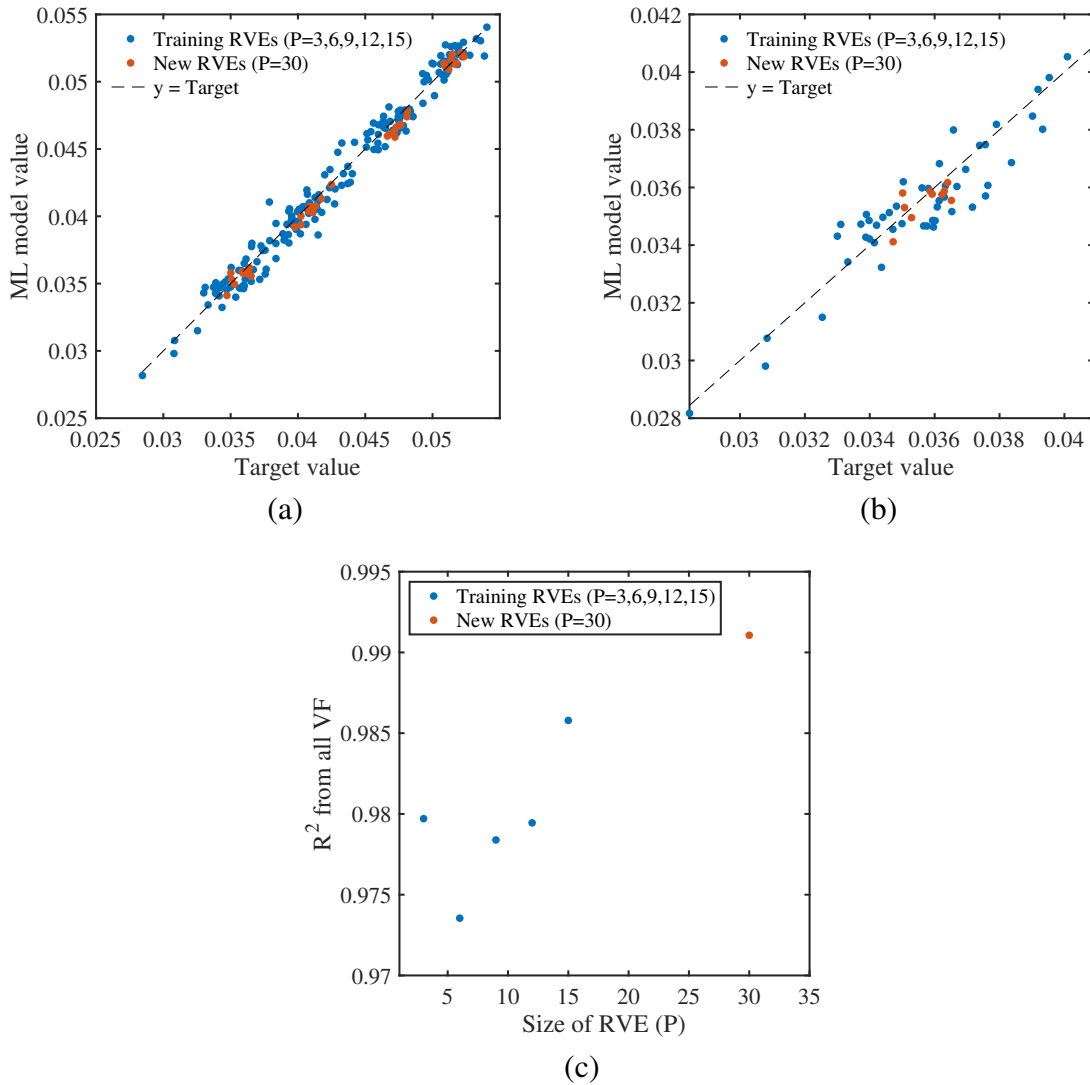 0.055
0.05
0.045
0.04
0.035
0.03
0.025
ML model value
Training RVEs (P=3,6,9,12,15)
New RVEs (P=30)
y = Target
0.025 0.03 0.035 0.04 0.045 0.05
Target value
(a)
0.042
0.04
0.038
0.036
0.034
0.032
0.03
0.028
ML model value
Training RVEs (P=3,6,9,12,15)
New RVEs (P=30)
y = Target
0.03 0.032 0.034 0.036 0.038 0.04
Target value
(b)
0.995
0.99
0.985
0.98
0.975
0.97
R² from all VF
Training RVEs (P=3,6,9,12,15)
New RVEs (P=30)
5 10 15 20 25 30 35
Size of RVE (P)
(c)